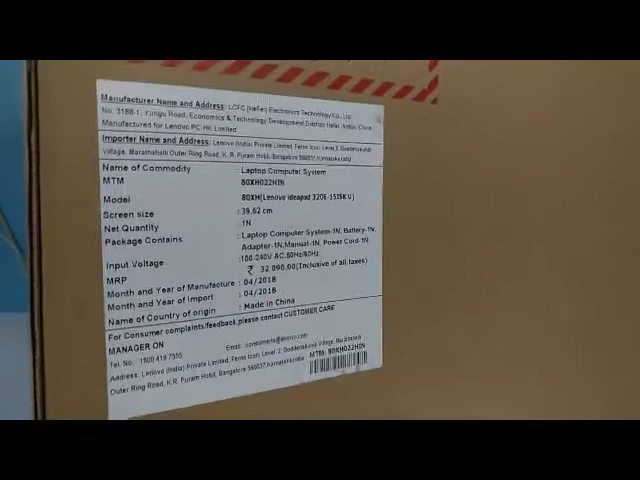 Manufacturer Name and Address: LCFC (HeFei) Electronics Technology Co., Ltd.
No. 3188-1, Yungu Road, Economics & Technology Development District, Hefei, Anhui, China
Manufactured for Lenovo PC HK Limited
Importer Name and Address: Lenovo (India) Private Limited, Ferns Icon, Level 2, Doddenakundi
Village, Marathahalli Outer Ring Road, K. R. Puram Hobli, Bangalore 560037, Karnataka, India
Name of Commodity : Laptop Computer System
MTM 80XH022HIN
Model 80XH(Lenovo ideapad 320E-15ISK U)
Screen size : 39.62 cm
Net Quantity : 1N
Package Contains : Laptop Computer System-1N, Battery-1N,
Adapter-1N,Manual-1N, Power Cord-1N
Input Voltage :100-240V AC,50Hz/60Hz
MRP ₹ 32,090.00(Inclusive of all taxes)
Month and Year of Manufacture : 04/2018
Month and Year of Import : 04/2018
Name of Country of origin : Made in China
For Consumer complaints/feedback please contact CUSTOMER CARE
MANAGER ON
Tel. No. 1800 419 7555 Email: consumerts@lenovo.com
Address: Lenovo (India) Private Limited, Ferns Icon, Level 2, Doddenakundi Village, Marathahalli
Outer Ring Road, K.R. Puram Hobli, Bangalore 560037, Karnataka, India
MTM: 80XH022HIN